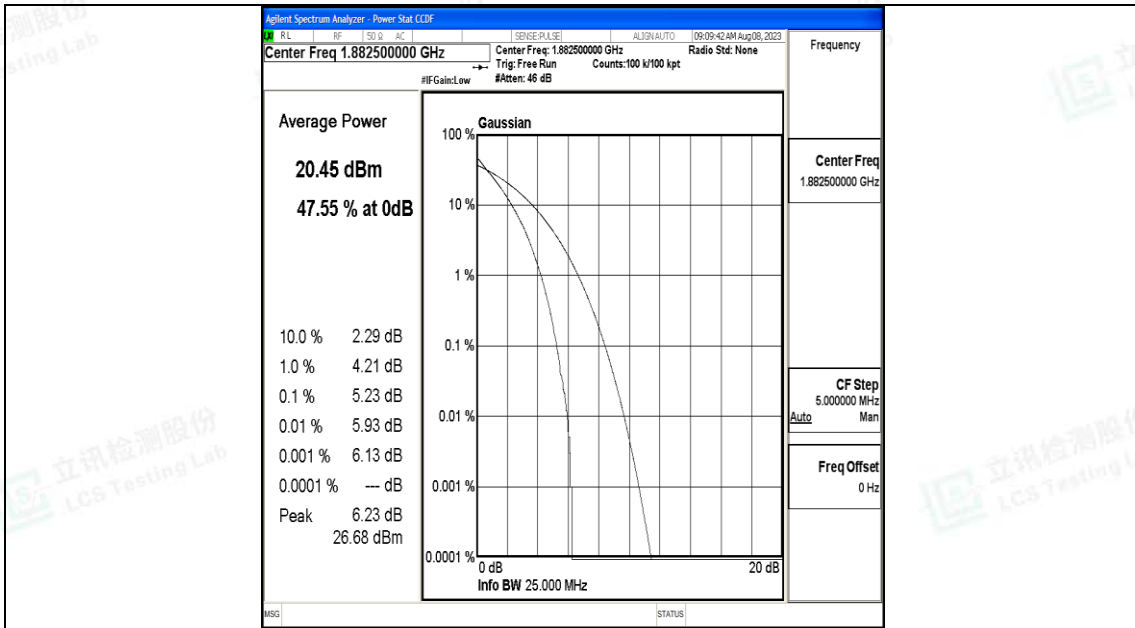 Agilent Spectrum Analyzer - Power Stat CCDF
RL RF 50 Ω AC SENSE:PULSE ALIGN AUTO 09:09:42 AM Aug 08, 2023
Center Freq 1.882500000 GHz
Center Freq: 1.882500000 GHz
Radio Std: None
Trig: Free Run Counts:100 k/100 kpt
#IFGain:Low
#Atten: 46 dB
Average Power
20.45 dBm
47.55 % at 0dB
10.0 % 2.29 dB
1.0 % 4.21 dB
0.1 % 5.23 dB
0.01 % 5.93 dB
0.001 % 6.13 dB
0.0001 % --- dB
Peak 6.23 dB
26.68 dBm
Gaussian
100 %
10 %
1 %
0.1 %
0.01 %
0.001 %
0.0001 %
0 dB 20 dB
Info BW 25.000 MHz
Frequency
Center Freq
1.882500000 GHz
CF Step
5.000000 MHz
Auto Man
Freq Offset
0 Hz
MSG STATUS
立讯检测股份
LCS Testing Lab